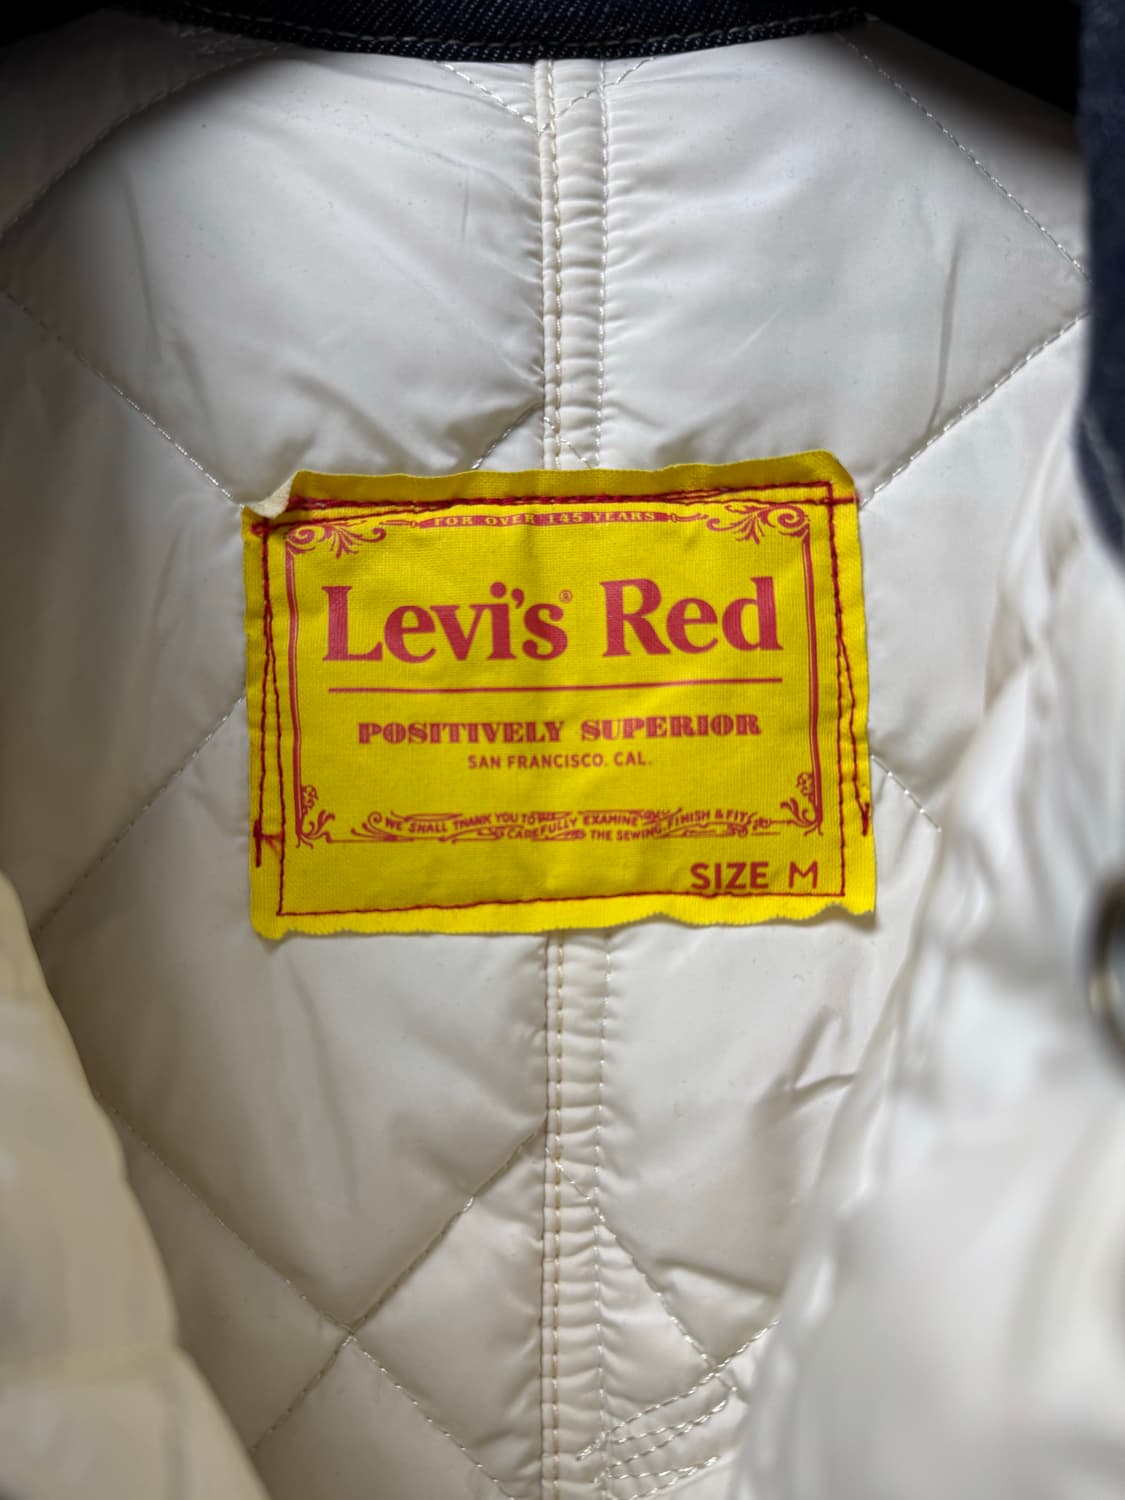 FOR OVER 145 YEARS
Levi's® Red
POSITIVELY SUPERIOR
SAN FRANCISCO. CAL.
WE SHALL THANK YOU TO CAREFULLY EXAMINE THE SEWING, FINISH & FIT
SIZE M